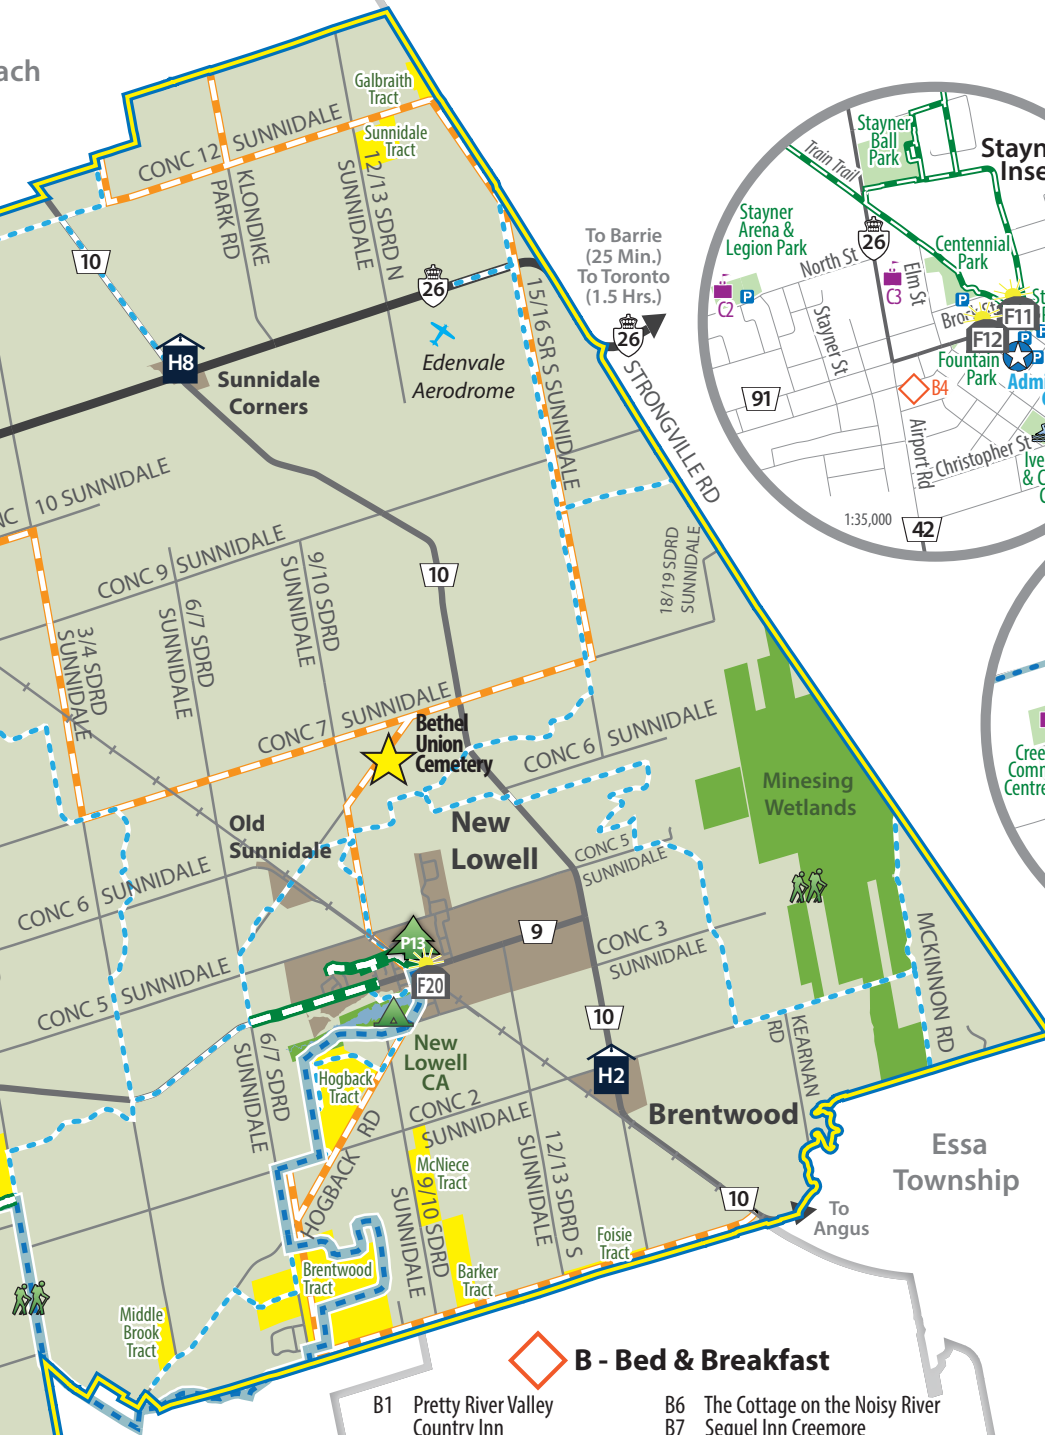 ach
Galbraith
Tract
Sunnidale
Tract
CONC 12 SUNNIDALE
KLONDIKE
PARK RD
12/13 SDRD N
SUNNIDALE
10
26
H8
Sunnidale
Corners
Edenvale
Aerodrome
15/16 SR S SUNNIDALE
To Barrie
(25 Min.)
To Toronto
(1.5 Hrs.)
26
STRONGVILLE RD
Stayner
Ball
Park
Stayn
Inse
Train Trail
Stayner
Arena &
Legion Park
26
Centennial
Park
North St
Elm St
C2
P
C3
P
Stayner St
Brock St
F11
F12
P
P
Fountain
Park
Admi
91
B4
Airport Rd
Christopher St
Ive
& C
1:35,000
42
NC 10 SUNNIDALE
CONC 9 SUNNIDALE
9/10 SDRD
SUNNIDALE
6/7 SDRD
SUNNIDALE
3/4 SDRD
SUNNIDALE
10
18/19 SDRD
SUNNIDALE
CONC 7 SUNNIDALE
Bethel
Union
Cemetery
CONC 6 SUNNIDALE
Minesing
Wetlands
Cree
Comm
Centre
Old
Sunnidale
New
Lowell
CONC 5
SUNNIDALE
CONC 6 SUNNIDALE
P13
9
CONC 3
SUNNIDALE
F20
CONC 5 SUNNIDALE
10
MCKINNON RD
KEARNAN
RD
New
Lowell
CA
H2
6/7 SDRD
SUNNIDALE
Hogback
Tract
CONC 2
SUNNIDALE
Brentwood
HOGBACK RD
McNiece
Tract
9/10 SDRD
SUNNIDALE
12/13 SDRD S
SUNNIDALE
Essa
Township
10
To
Angus
Foisie
Tract
Brentwood
Tract
Barker
Tract
Middle
Brook
Tract
B - Bed & Breakfast
B1 Pretty River Valley
Country Inn
B6 The Cottage on the Noisy River
B7 Sequel Inn Creemore